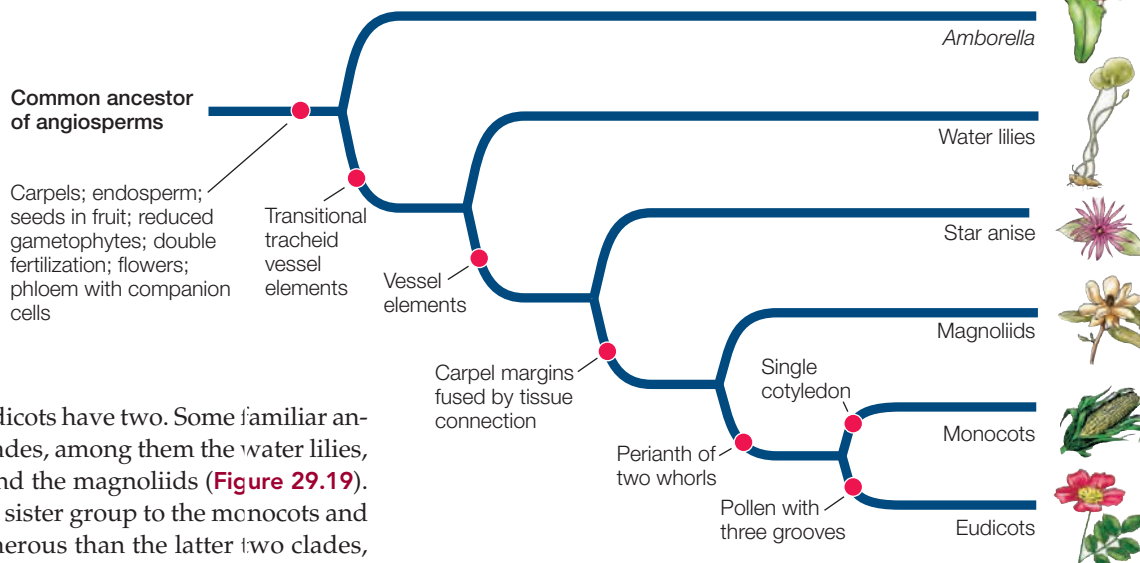 Amborella
Common ancestor
of angiosperms
Water lilies
Carpels; endosperm;
seeds in fruit; reduced
gametophytes; double
fertilization; flowers;
phloem with companion
cells
Transitional
tracheid
vessel
elements
Star anise
Vessel
elements
Magnoliids
Carpel margins
fused by tissue
connection
Single
cotyledon
Monocots
Perianth of
two whorls
Pollen with
three grooves
Eudicots
dicots have two. Some familiar an-
ades, among them the water lilies,
nd the magnoliids (Figure 29.19).
sister group to the monocots and
nerous than the latter two clades,